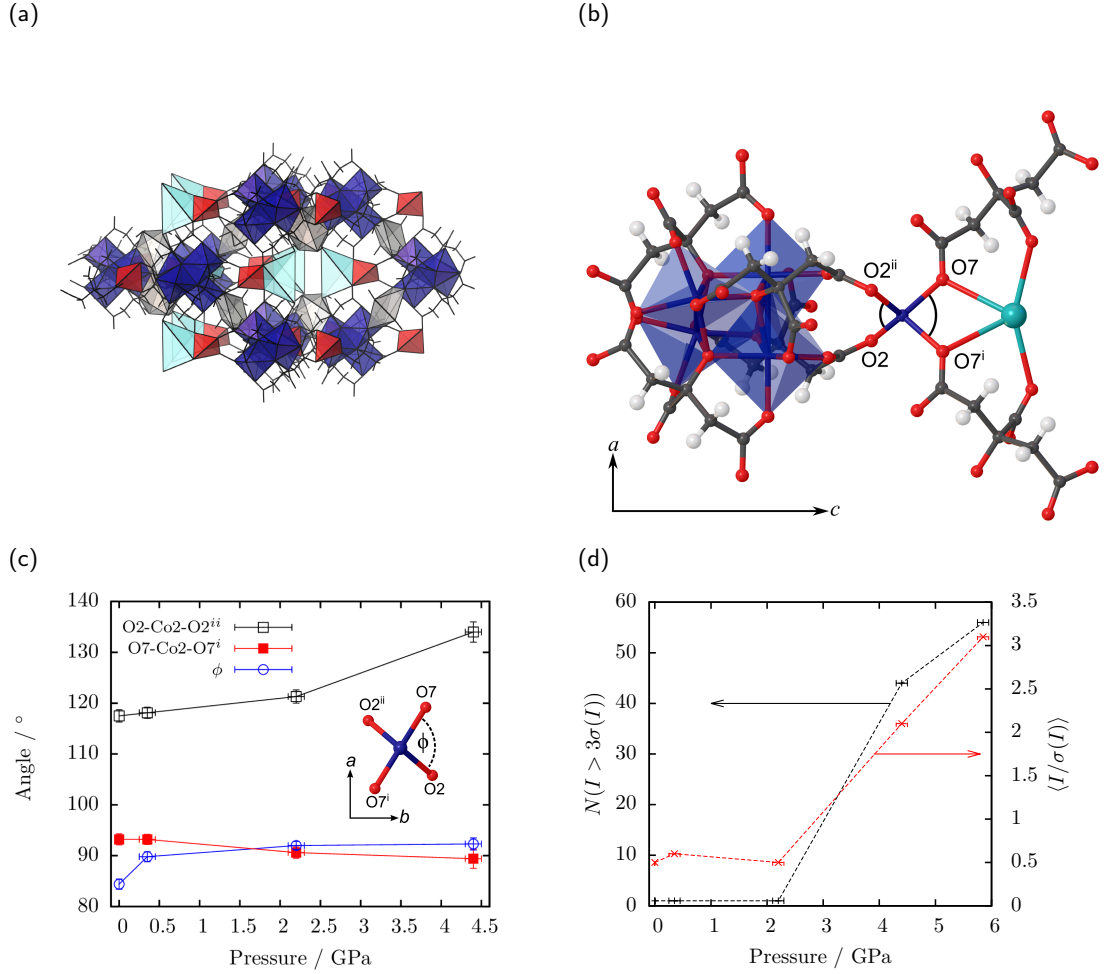 (a)
(b)
O2ii
O7
O2
O7i
a
c
(c)
140
130
120
110
100
90
80
Angle / °
O2-Co2-O2ii
O7-Co2-O7i
ϕ
O7
O2ii
ϕ
a
O7i
O2
b
0 0.5 1 1.5 2 2.5 3 3.5 4 4.5
Pressure / GPa
(d)
60
50
40
30
20
10
0
N(I > 3σ(I))
3.5
3
2.5
2
1.5
1
0.5
0
⟨I/σ(I)⟩
0 1 2 3 4 5 6
Pressure / GPa